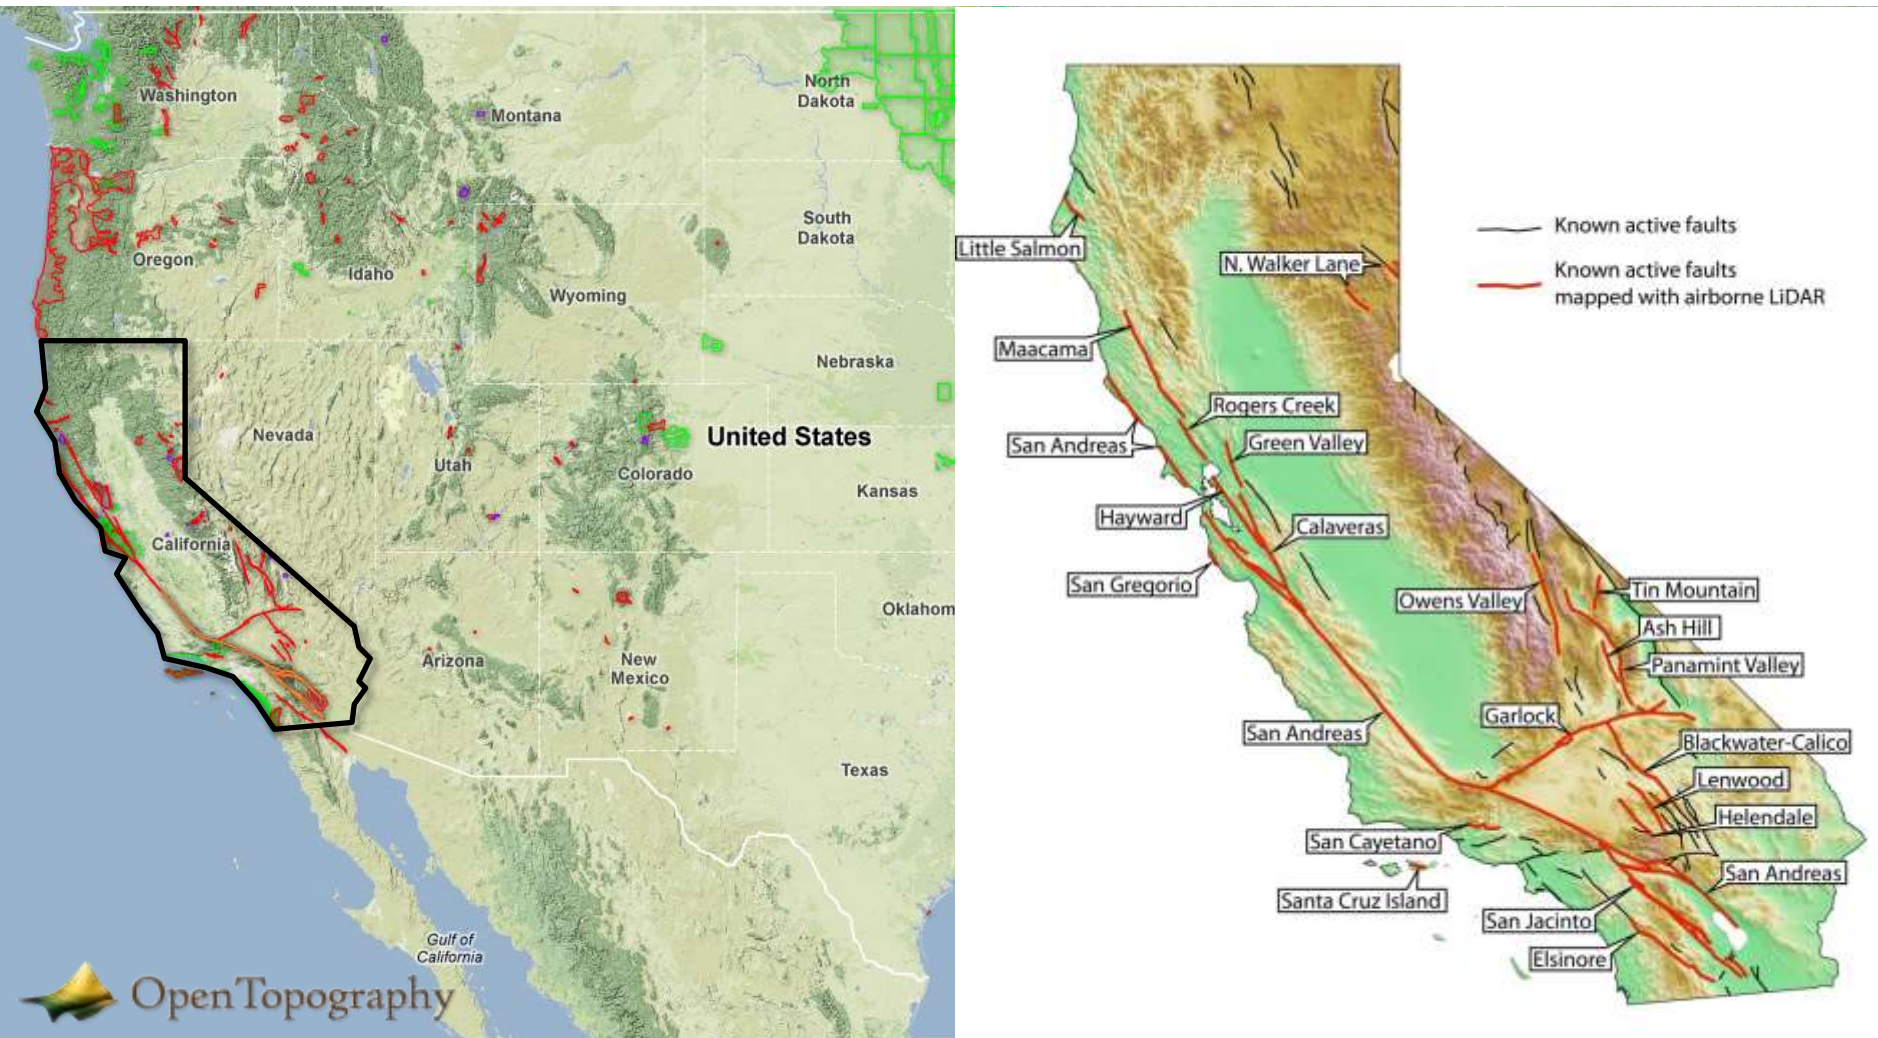 Washington
Montana
North
Dakota
Oregon
Idaho
South
Dakota
Wyoming
Nebraska
Nevada
Utah
United States
Colorado
Kansas
California
Arizona
New
Mexico
Oklahom
Texas
Gulf of
California
OpenTopography
Known active faults
Known active faults
mapped with airborne LiDAR
Little Salmon
N. Walker Lane
Maacama
Rogers Creek
San Andreas
Green Valley
Hayward
Calaveras
San Gregorio
Owens Valley
Tin Mountain
Ash Hill
Panamint Valley
Garlock
San Andreas
Blackwater-Calico
Lenwood
Helendale
San Cayetano
San Andreas
Santa Cruz Island
San Jacinto
Elsinore